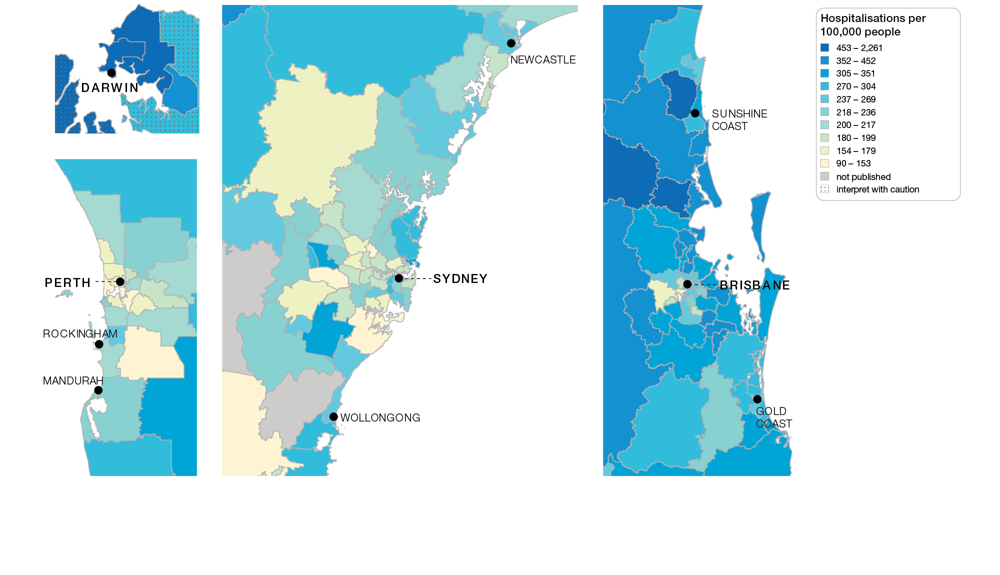 DARWIN
PERTH
ROCKINGHAM
MANDURAH
NEWCASTLE
SYDNEY
WOLLONGONG
SUNSHINE
COAST
BRISBANE
GOLD
COAST
Hospitalisations per
100,000 people
453 – 2,261
352 – 452
305 – 351
270 – 304
237 – 269
218 – 236
200 – 217
180 – 199
154 – 179
90 – 153
not published
interpret with caution